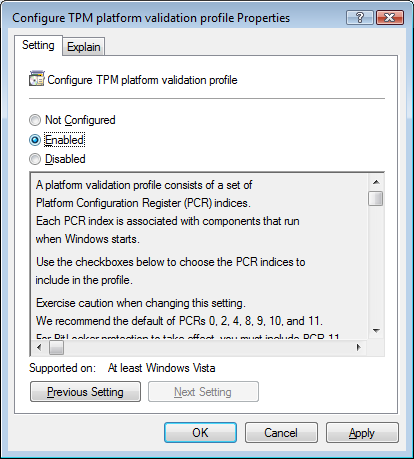 Configure TPM platform validation profile Properties
Setting
Explain
Configure TPM platform validation profile
Not Configured
Enabled
Disabled
A platform validation profile consists of a set of
Platform Configuration Register (PCR) indices.
Each PCR index is associated with components that run
when Windows starts.
Use the checkboxes below to choose the PCR indices to
include in the profile.
Exercise caution when changing this setting.
We recommend the default of PCRs 0, 2, 4, 8, 9, 10, and 11.
For BitLocker protection to take effect, you must include PCR 11
Supported on: At least Windows Vista
Previous Setting
Next Setting
OK
Cancel
Apply